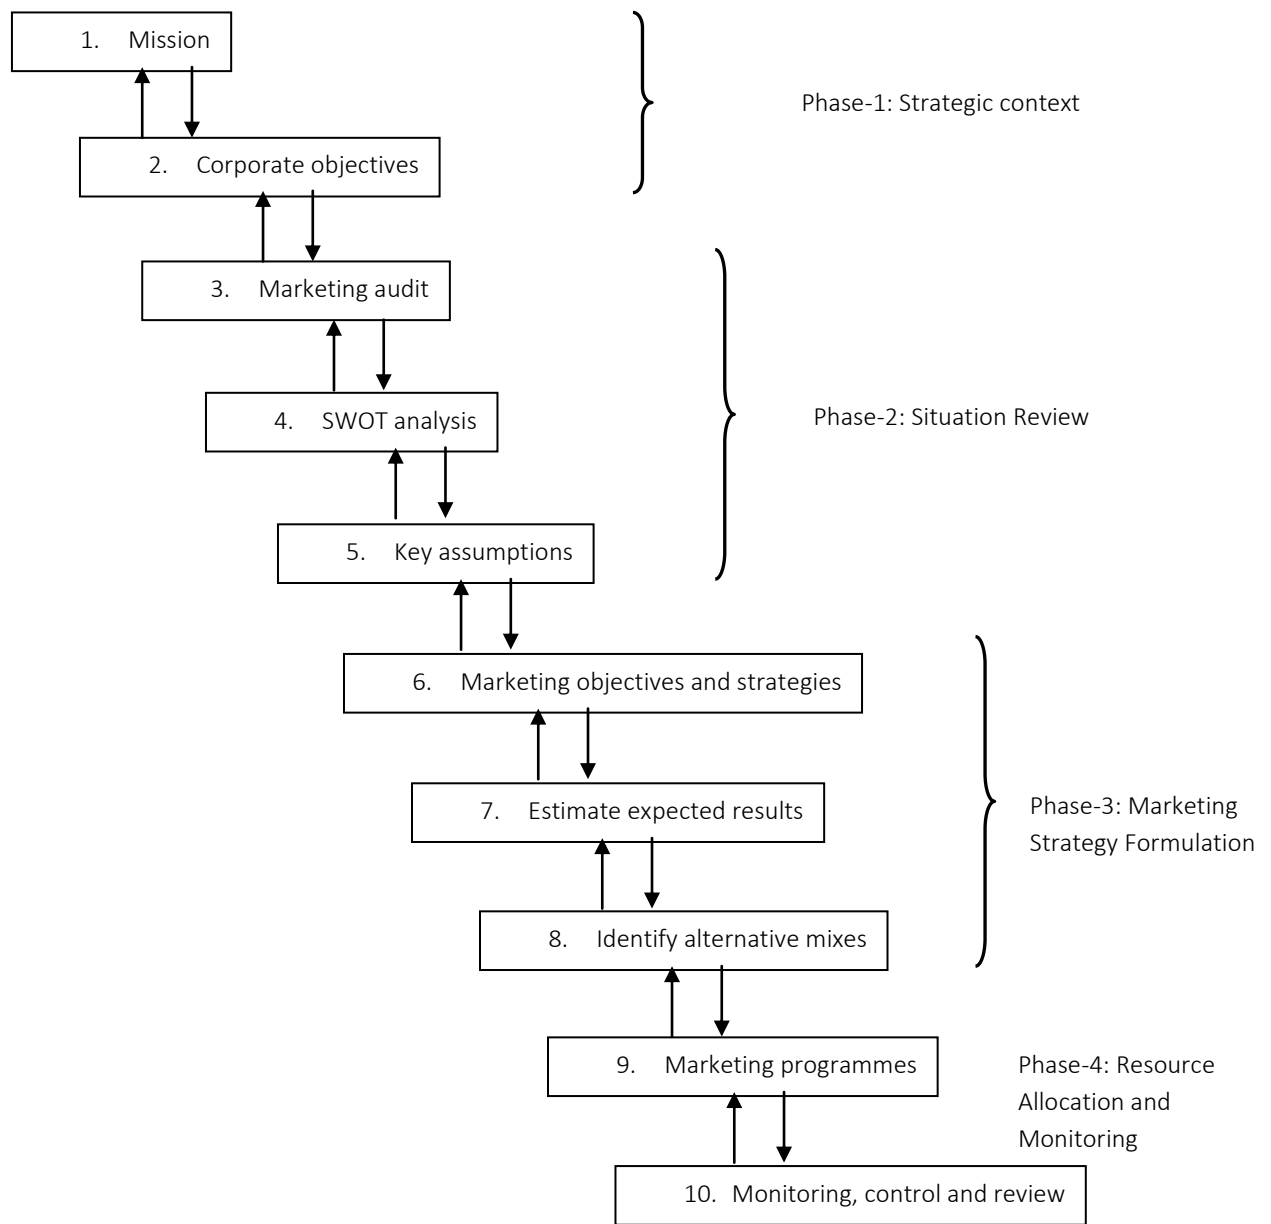 1. Mission
Phase-1: Strategic context
2. Corporate objectives
3. Marketing audit
4. SWOT analysis
Phase-2: Situation Review
5. Key assumptions
6. Marketing objectives and strategies
7. Estimate expected results
Phase-3: Marketing
Strategy Formulation
8. Identify alternative mixes
9. Marketing programmes
Phase-4: Resource
Allocation and
Monitoring
10. Monitoring, control and review